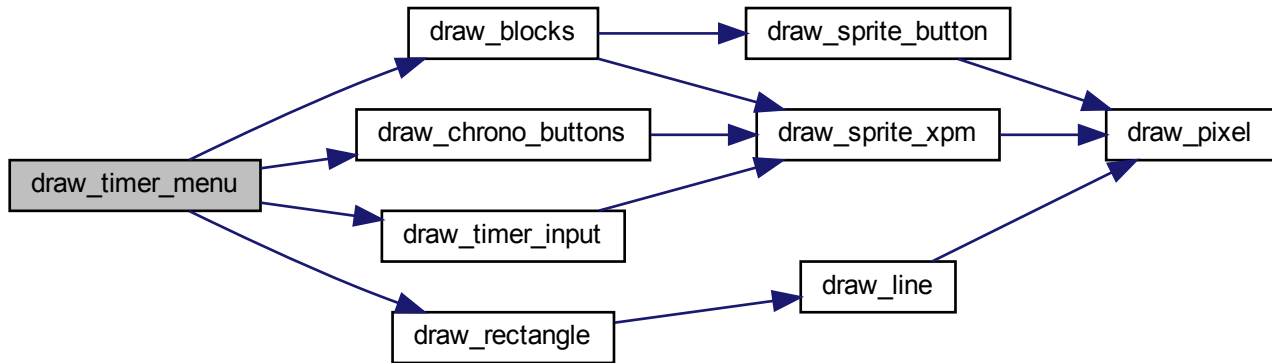 draw_blocks
draw_sprite_button
draw_chrono_buttons
draw_sprite_xpm
draw_pixel
draw_timer_menu
draw_timer_input
draw_line
draw_rectangle